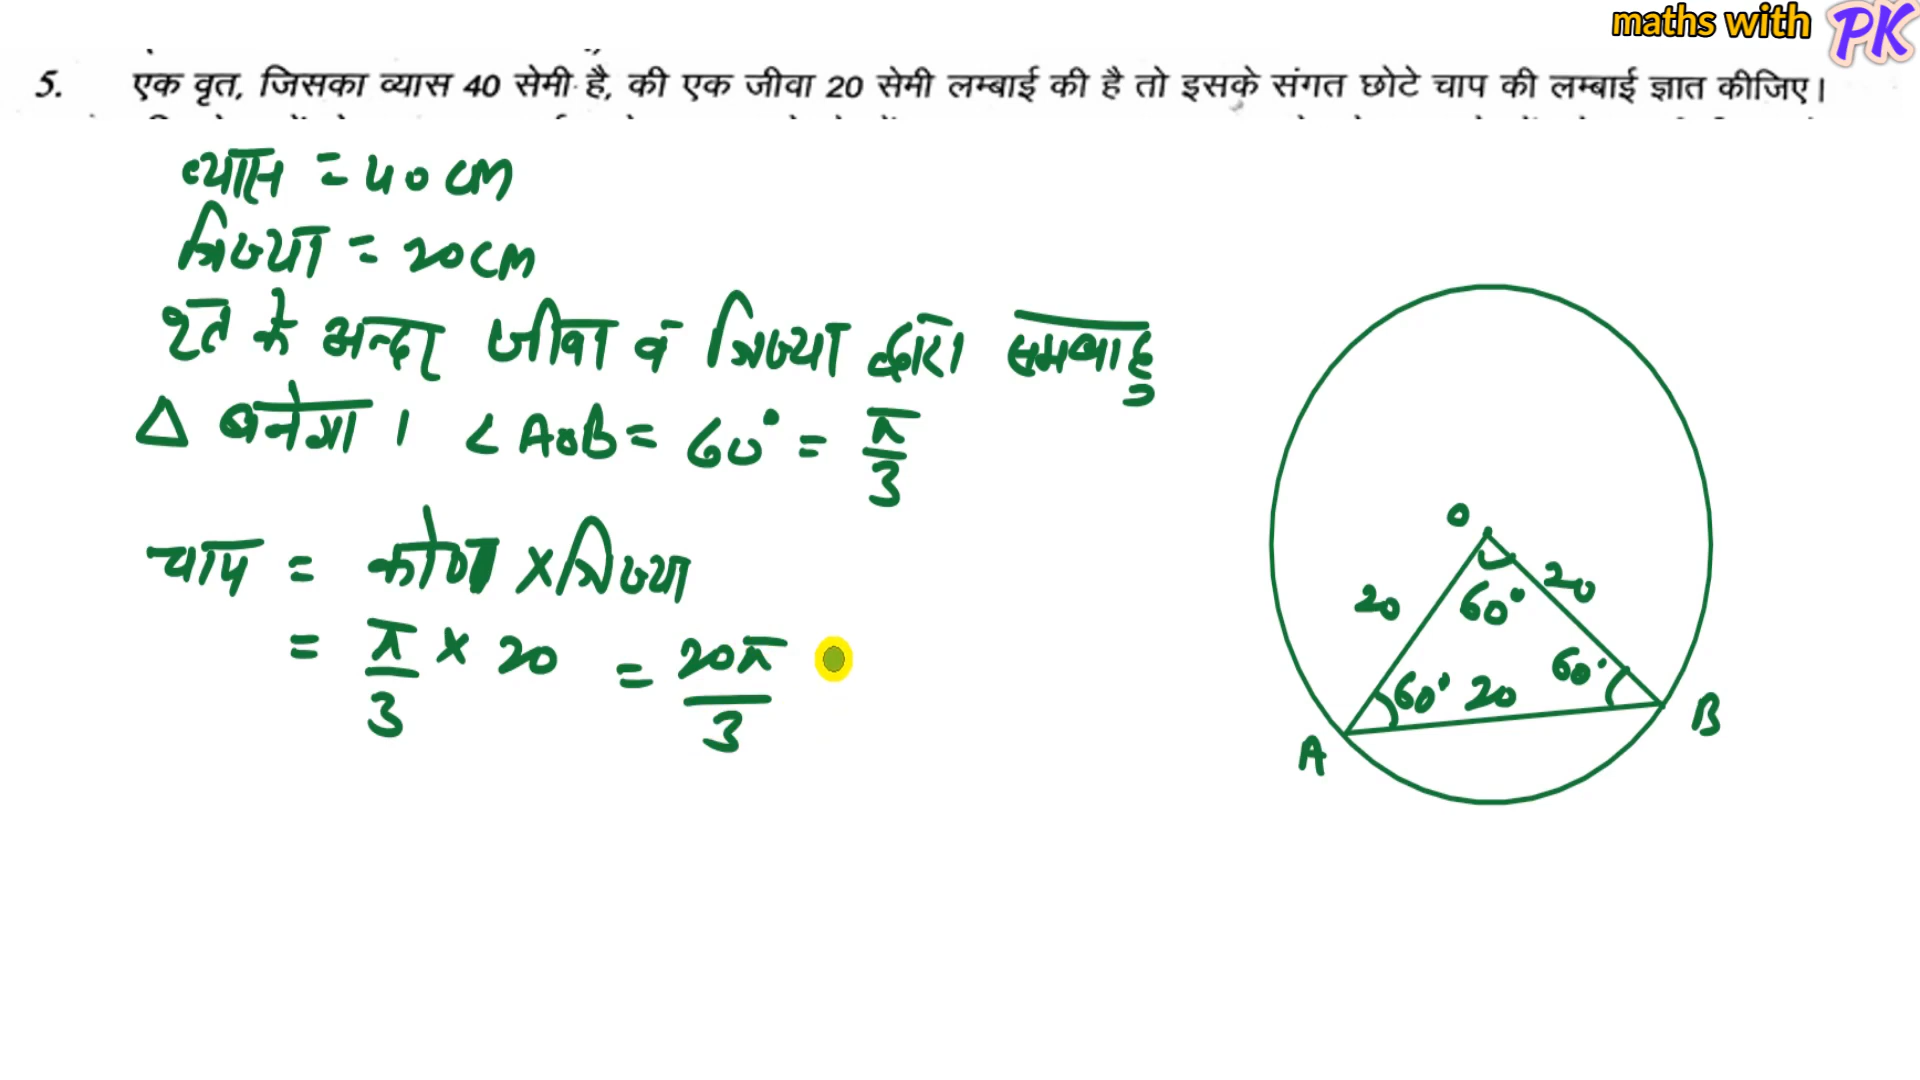 maths with PK
5. एक वृत, जिसका व्यास 40 सेमी है, की एक जीवा 20 सेमी लम्बाई की है तो इसके संगत छोटे चाप की लम्बाई ज्ञात कीजिए।
व्यास = 40 cm
त्रिज्या = 20 cm
वृत के अन्दर जीवा व त्रिज्या द्वारा समबाहु
Δ बनेगा । ∠AOB = 60° = π/3
चाप = कोण × त्रिज्या
= π/3 × 20 = 20π/3
O
20 60° 20
60° 20 60°
A B